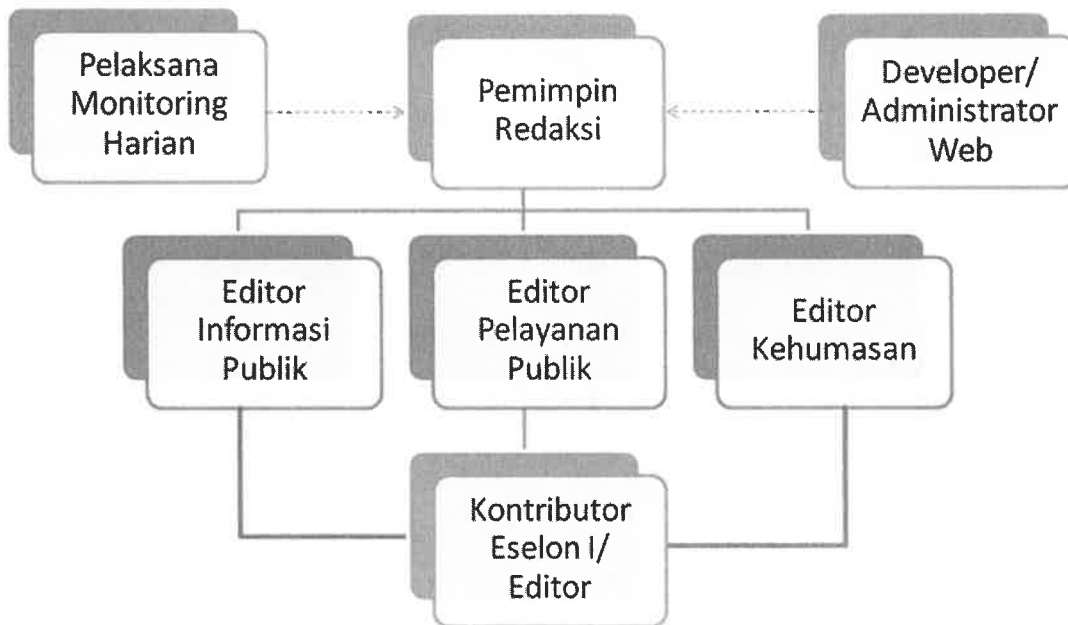 Pelaksana
Monitoring
Harian
Pemimpin
Redaksi
Developer/
Administrator
Web
Editor
Informasi
Publik
Editor
Pelayanan
Publik
Editor
Kehumasan
Kontributor
Eselon I/
Editor